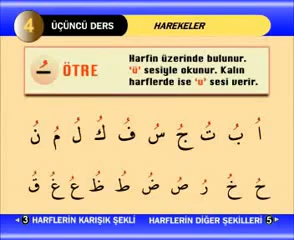 4 ÜÇÜNCÜ DERS HAREKELER
ÖTRE
Harfin üzerinde bulunur.
'ü' sesiyle okunur. Kalın
harflerde ise 'u' sesi verir.
اُ بُ تُ جُ سُ فُ كُ لُ مُ نُ
حُ خُ رُ صُ ضُ طُ ظُ عُ غُ قُ
3 HARFLERİN KARIŞIK ŞEKLİ HARFLERİN DİĞER ŞEKİLLERİ 5